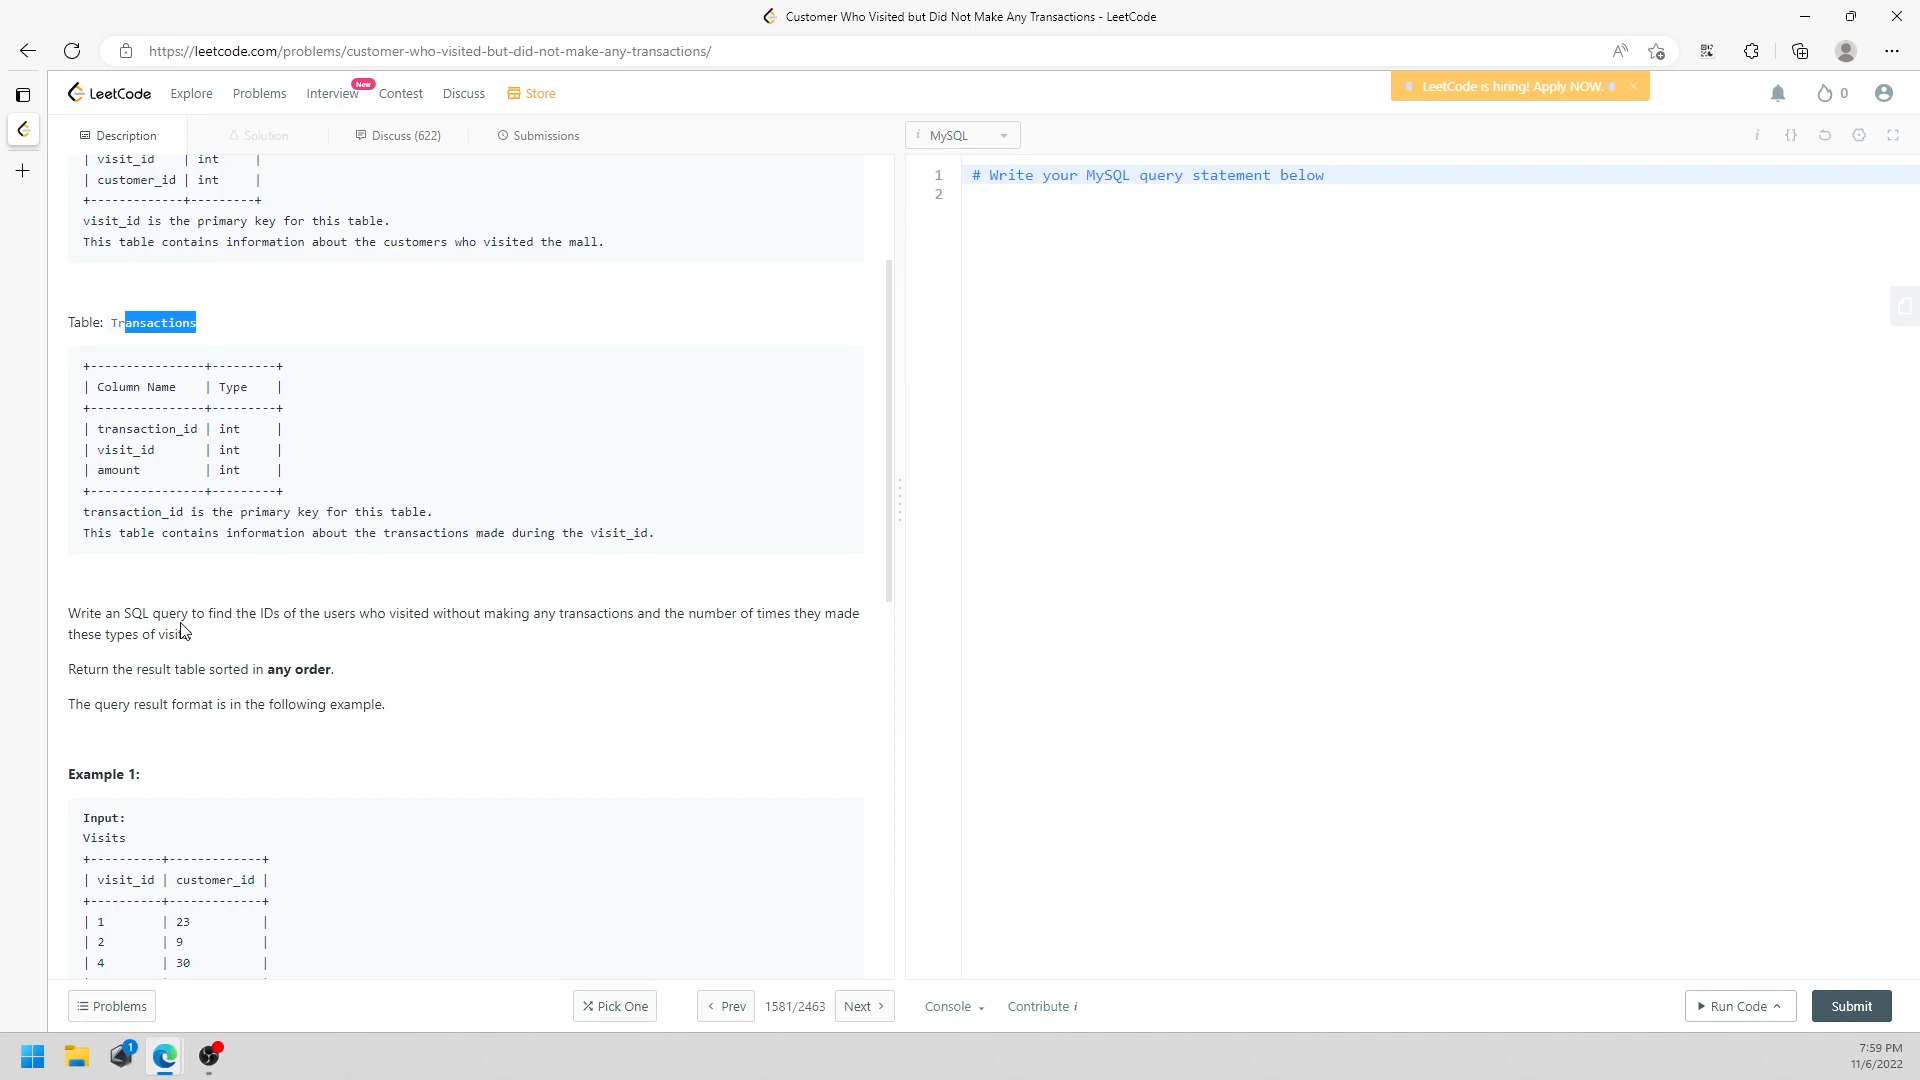 Customer Who Visited but Did Not Make Any Transactions - LeetCode
https://leetcode.com/problems/customer-who-visited-but-did-not-make-any-transactions/
LeetCode Explore Problems Interview New Contest Discuss Store
LeetCode is hiring! Apply NOW.
0
Description Solution Discuss (622) Submissions
i MySQL
i {}
| visit_id | int |
| customer_id | int |
+-------------+---------+
visit_id is the primary key for this table.
This table contains information about the customers who visited the mall.
Table: Transactions
+----------------+---------+
| Column Name | Type |
+----------------+---------+
| transaction_id | int |
| visit_id | int |
| amount | int |
+----------------+---------+
transaction_id is the primary key for this table.
This table contains information about the transactions made during the visit_id.
Write an SQL query to find the IDs of the users who visited without making any transactions and the number of times they made
these types of visi
Return the result table sorted in any order.
The query result format is in the following example.
Example 1:
Input:
Visits
+----------+-------------+
| visit_id | customer_id |
+----------+-------------+
| 1 | 23 |
| 2 | 9 |
| 4 | 30 |
1 # Write your MySQL query statement below
2
Problems Pick One < Prev 1581/2463 Next > Console Contribute i Run Code Submit
1
7:59 PM
11/6/2022